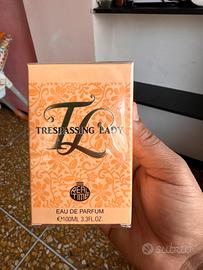 TL
TRESPASSING LADY
REAL TIME
EAU DE PARFUM
℮100ML 3.3FL.OZ.
subito